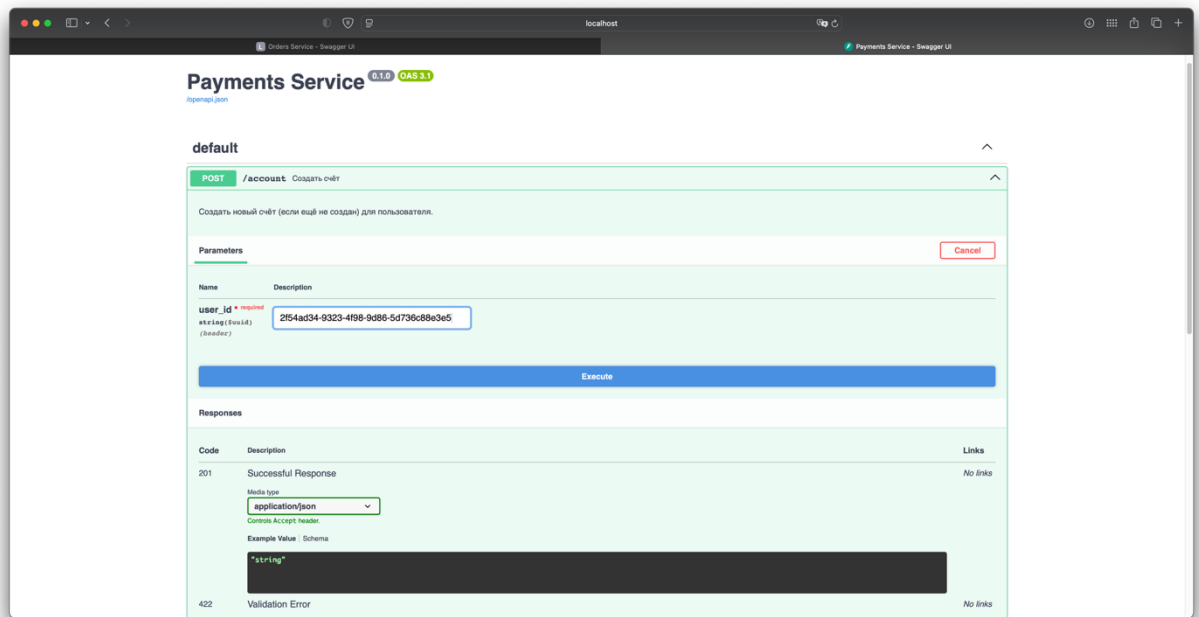 localhost
Orders Service - Swagger UI
Payments Service - Swagger UI
Payments Service 0.1.0 OAS 3.1
/openapi.json
default
POST /account Создать счёт
Создать новый счёт (если ещё не создан) для пользователя.
Parameters
Cancel
Name Description
user_id * required
string($uuid)
(header)
2f54ad34-9323-4f98-9d86-5d736c88e3e5
Execute
Responses
Code Description Links
201 Successful Response No links
Media type
application/json
Controls Accept header.
Example Value Schema
"string"
422 Validation Error No links